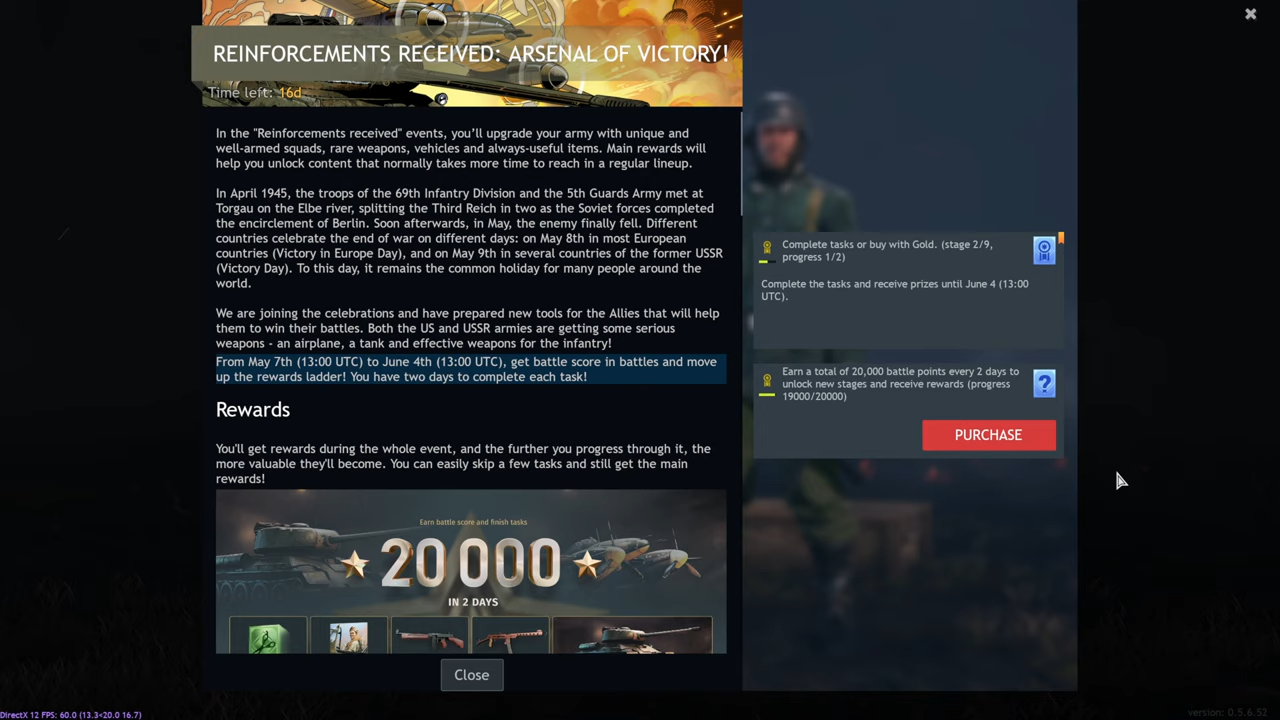 REINFORCEMENTS RECEIVED: ARSENAL OF VICTORY!
Time left: 16d
In the "Reinforcements received" events, you'll upgrade your army with unique and
well-armed squads, rare weapons, vehicles and always-useful items. Main rewards will
help you unlock content that normally takes more time to reach in a regular lineup.
In April 1945, the troops of the 69th Infantry Division and the 5th Guards Army met at
Torgau on the Elbe river, splitting the Third Reich in two as the Soviet forces completed
the encirclement of Berlin. Soon afterwards, in May, the enemy finally fell. Different
countries celebrate the end of war on different days: on May 8th in most European
countries (Victory in Europe Day), and on May 9th in several countries of the former USSR
(Victory Day). To this day, it remains the common holiday for many people around the
world.
We are joining the celebrations and have prepared new tools for the Allies that will help
them to win their battles. Both the US and USSR armies are getting some serious
weapons - an airplane, a tank and effective weapons for the infantry!
From May 7th (13:00 UTC) to June 4th (13:00 UTC), get battle score in battles and move
up the rewards ladder! You have two days to complete each task!
Rewards
You'll get rewards during the whole event, and the further you progress through it, the
more valuable they'll become. You can easily skip a few tasks and still get the main
rewards!
Earn battle score and finish tasks
20 000
IN 2 DAYS
Close
Complete tasks or buy with Gold. (stage 2/9,
progress 1/2)
Complete the tasks and receive prizes until June 4 (13:00
UTC).
Earn a total of 20,000 battle points every 2 days to
unlock new stages and receive rewards (progress
19000/20000)
?
PURCHASE
DirectX 12 FPS: 60.0 (13.3<20.0 16.7)
version: 0.5.6.52